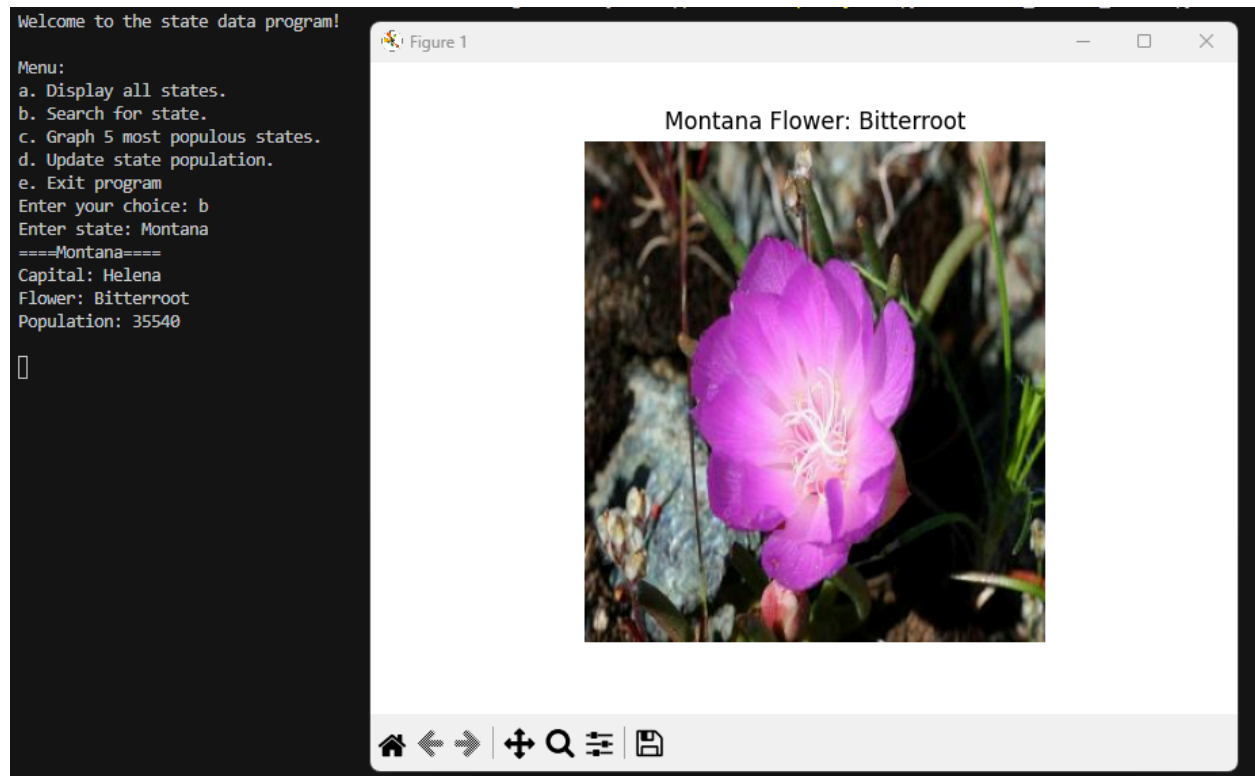 Welcome to the state data program!
Menu:
a. Display all states.
b. Search for state.
c. Graph 5 most populous states.
d. Update state population.
e. Exit program
Enter your choice: b
Enter state: Montana
====Montana====
Capital: Helena
Flower: Bitterroot
Population: 35540
Figure 1
Montana Flower: Bitterroot